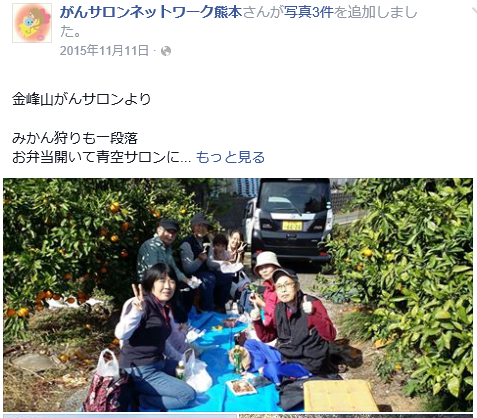 がんサロンネットワーク熊本さんが写真3件を追加しまし
た。
2015年11月11日 ·
金峰山がんサロンより
みかん狩りも一段落
お弁当開いて青空サロンに... もっと見る